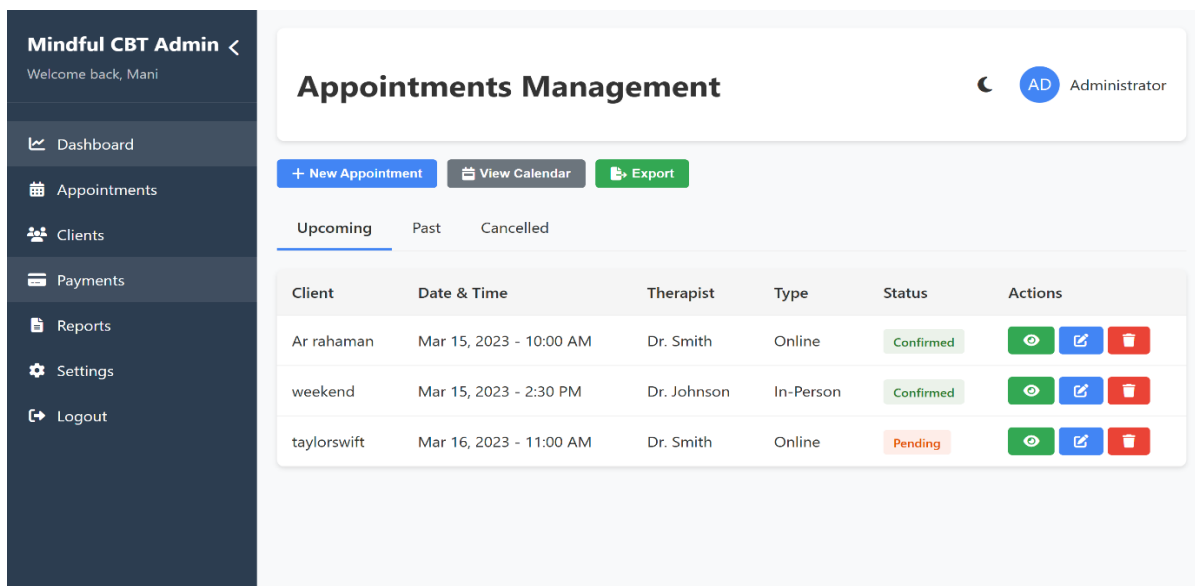 Mindful CBT Admin
Welcome back, Mani
Dashboard
Appointments
Clients
Payments
Reports
Settings
Logout
Appointments Management
AD Administrator
+ New Appointment View Calendar Export
Upcoming Past Cancelled
Client Date & Time Therapist Type Status Actions
Ar rahaman Mar 15, 2023 - 10:00 AM Dr. Smith Online Confirmed
weekend Mar 15, 2023 - 2:30 PM Dr. Johnson In-Person Confirmed
taylorswift Mar 16, 2023 - 11:00 AM Dr. Smith Online Pending